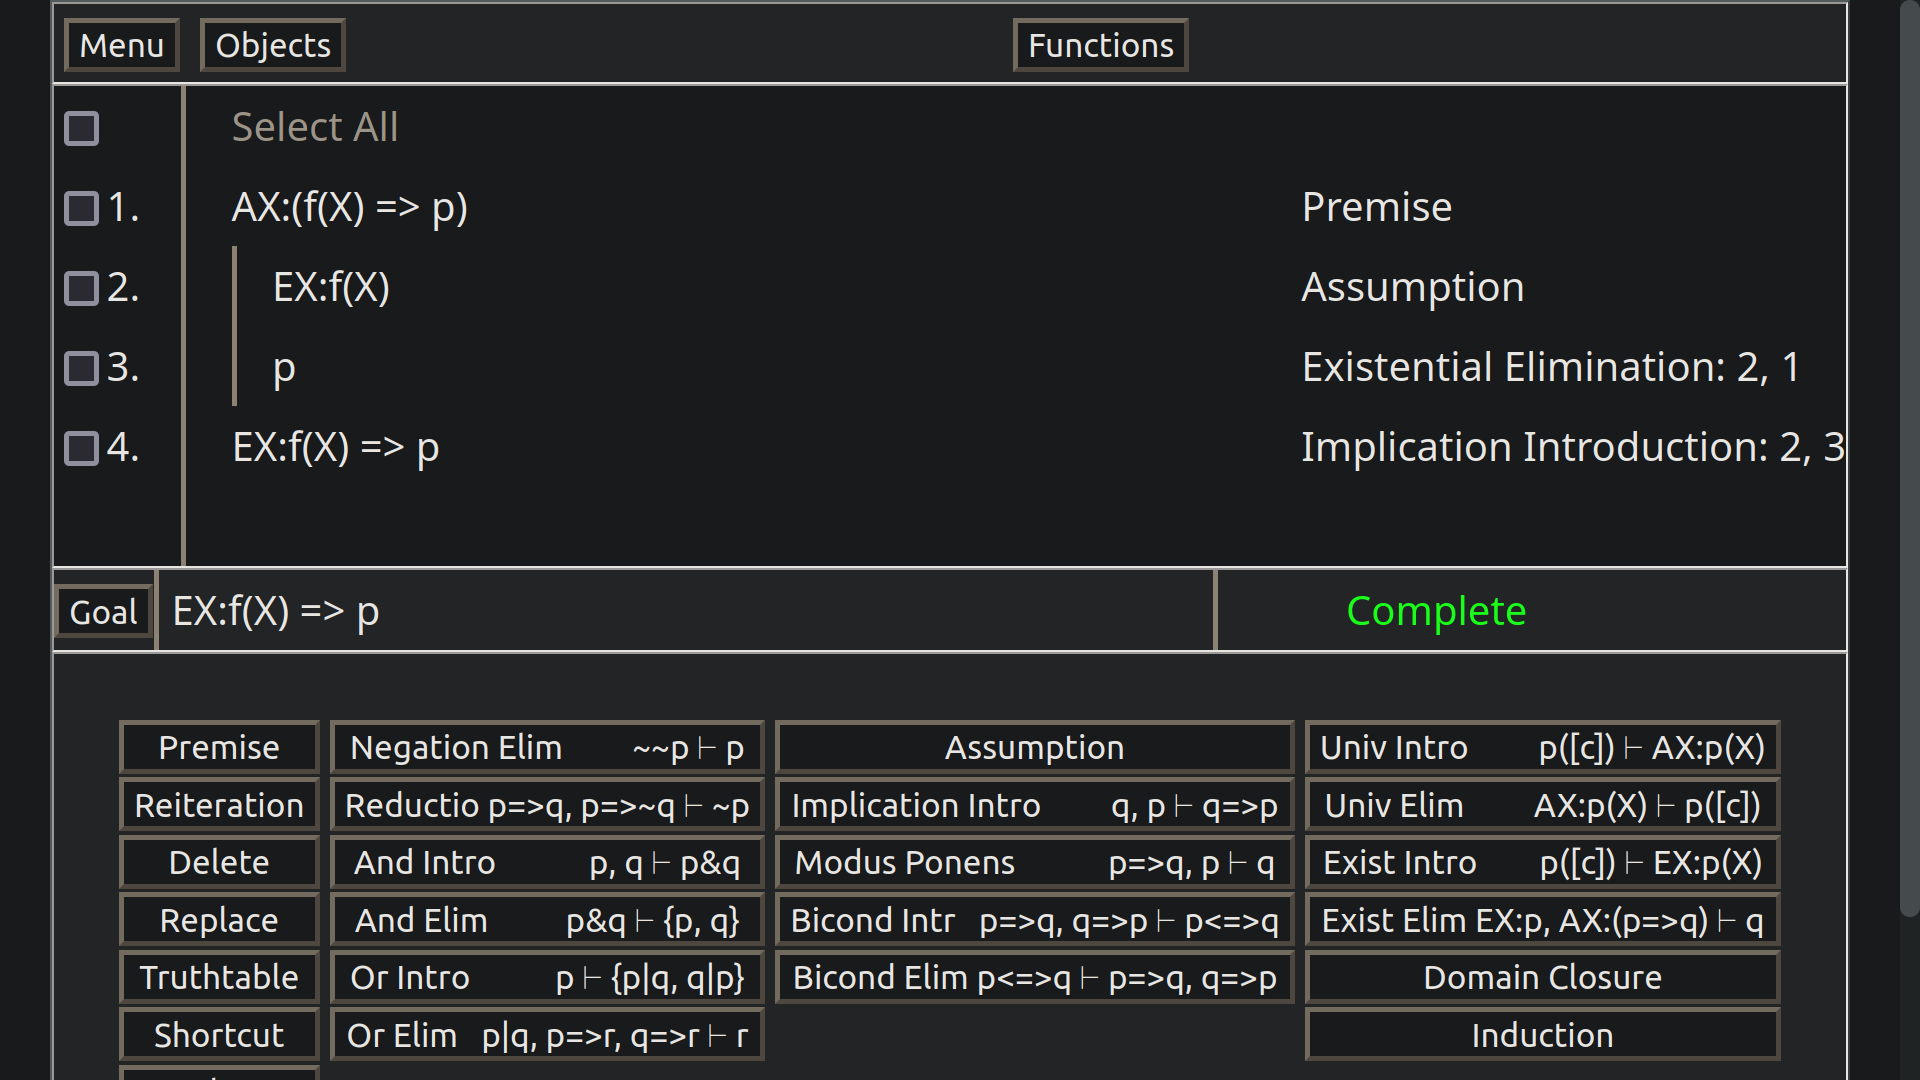 Menu Objects Functions
Select All
1. AX:(f(X) => p) Premise
2. EX:f(X) Assumption
3. p Existential Elimination: 2, 1
4. EX:f(X) => p Implication Introduction: 2, 3
Goal EX:f(X) => p Complete
Premise Negation Elim ~~p ⊢ p Assumption Univ Intro p([c]) ⊢ AX:p(X)
Reiteration Reductio p=>q, p=>~q ⊢ ~p Implication Intro q, p ⊢ q=>p Univ Elim AX:p(X) ⊢ p([c])
Delete And Intro p, q ⊢ p&q Modus Ponens p=>q, p ⊢ q Exist Intro p([c]) ⊢ EX:p(X)
Replace And Elim p&q ⊢ {p, q} Bicond Intr p=>q, q=>p ⊢ p<=>q Exist Elim EX:p, AX:(p=>q) ⊢ q
Truthtable Or Intro p ⊢ {p|q, q|p} Bicond Elim p<=>q ⊢ p=>q, q=>p Domain Closure
Shortcut Or Elim p|q, p=>r, q=>r ⊢ r Induction